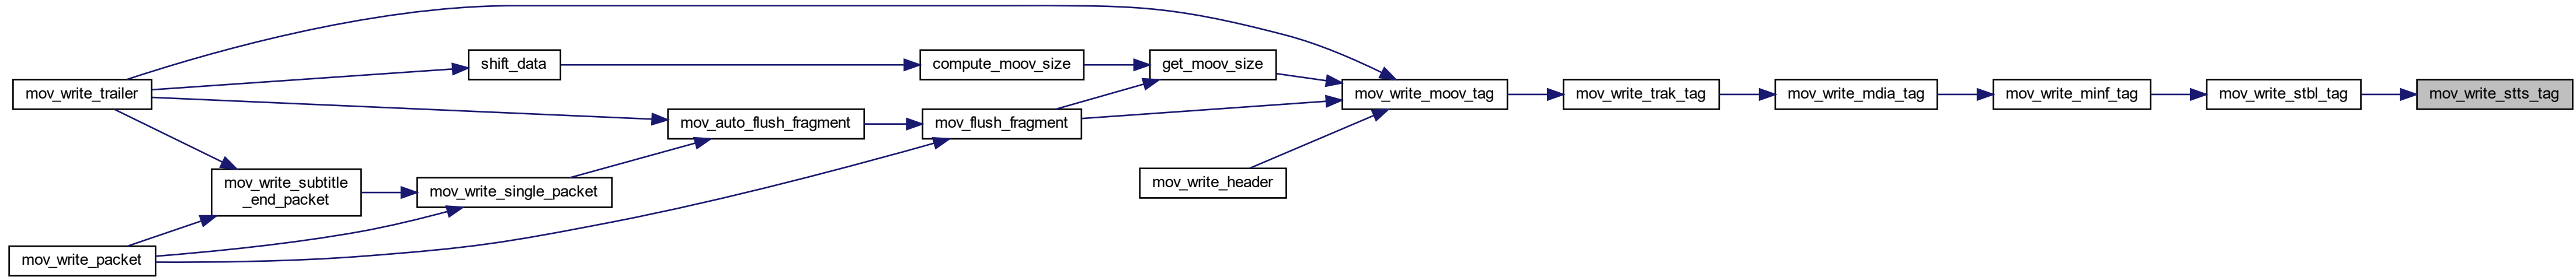 mov_write_trailer
shift_data
compute_moov_size
get_moov_size
mov_write_moov_tag
mov_write_trak_tag
mov_write_mdia_tag
mov_write_minf_tag
mov_write_stbl_tag
mov_write_stts_tag
mov_auto_flush_fragment
mov_flush_fragment
mov_write_subtitle
_end_packet
mov_write_single_packet
mov_write_header
mov_write_packet